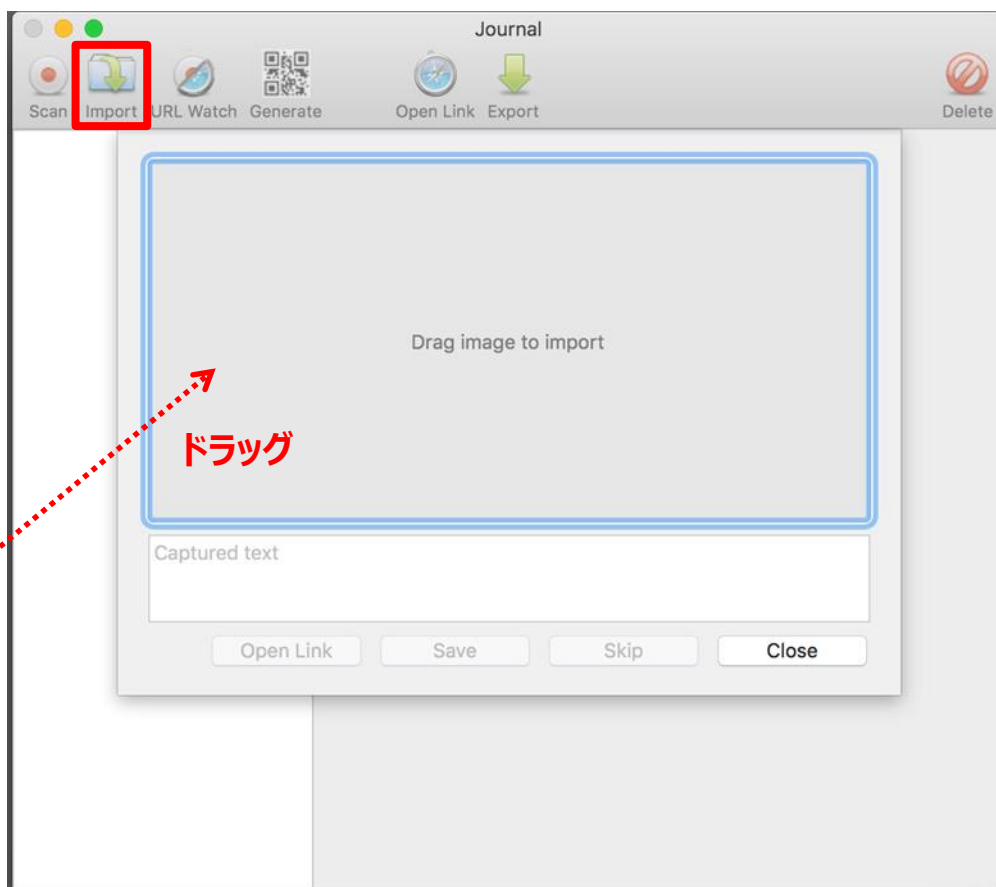 Journal
Scan Import URL Watch Generate Open Link Export Delete
Drag image to import
ドラッグ
Captured text
Open Link Save Skip Close